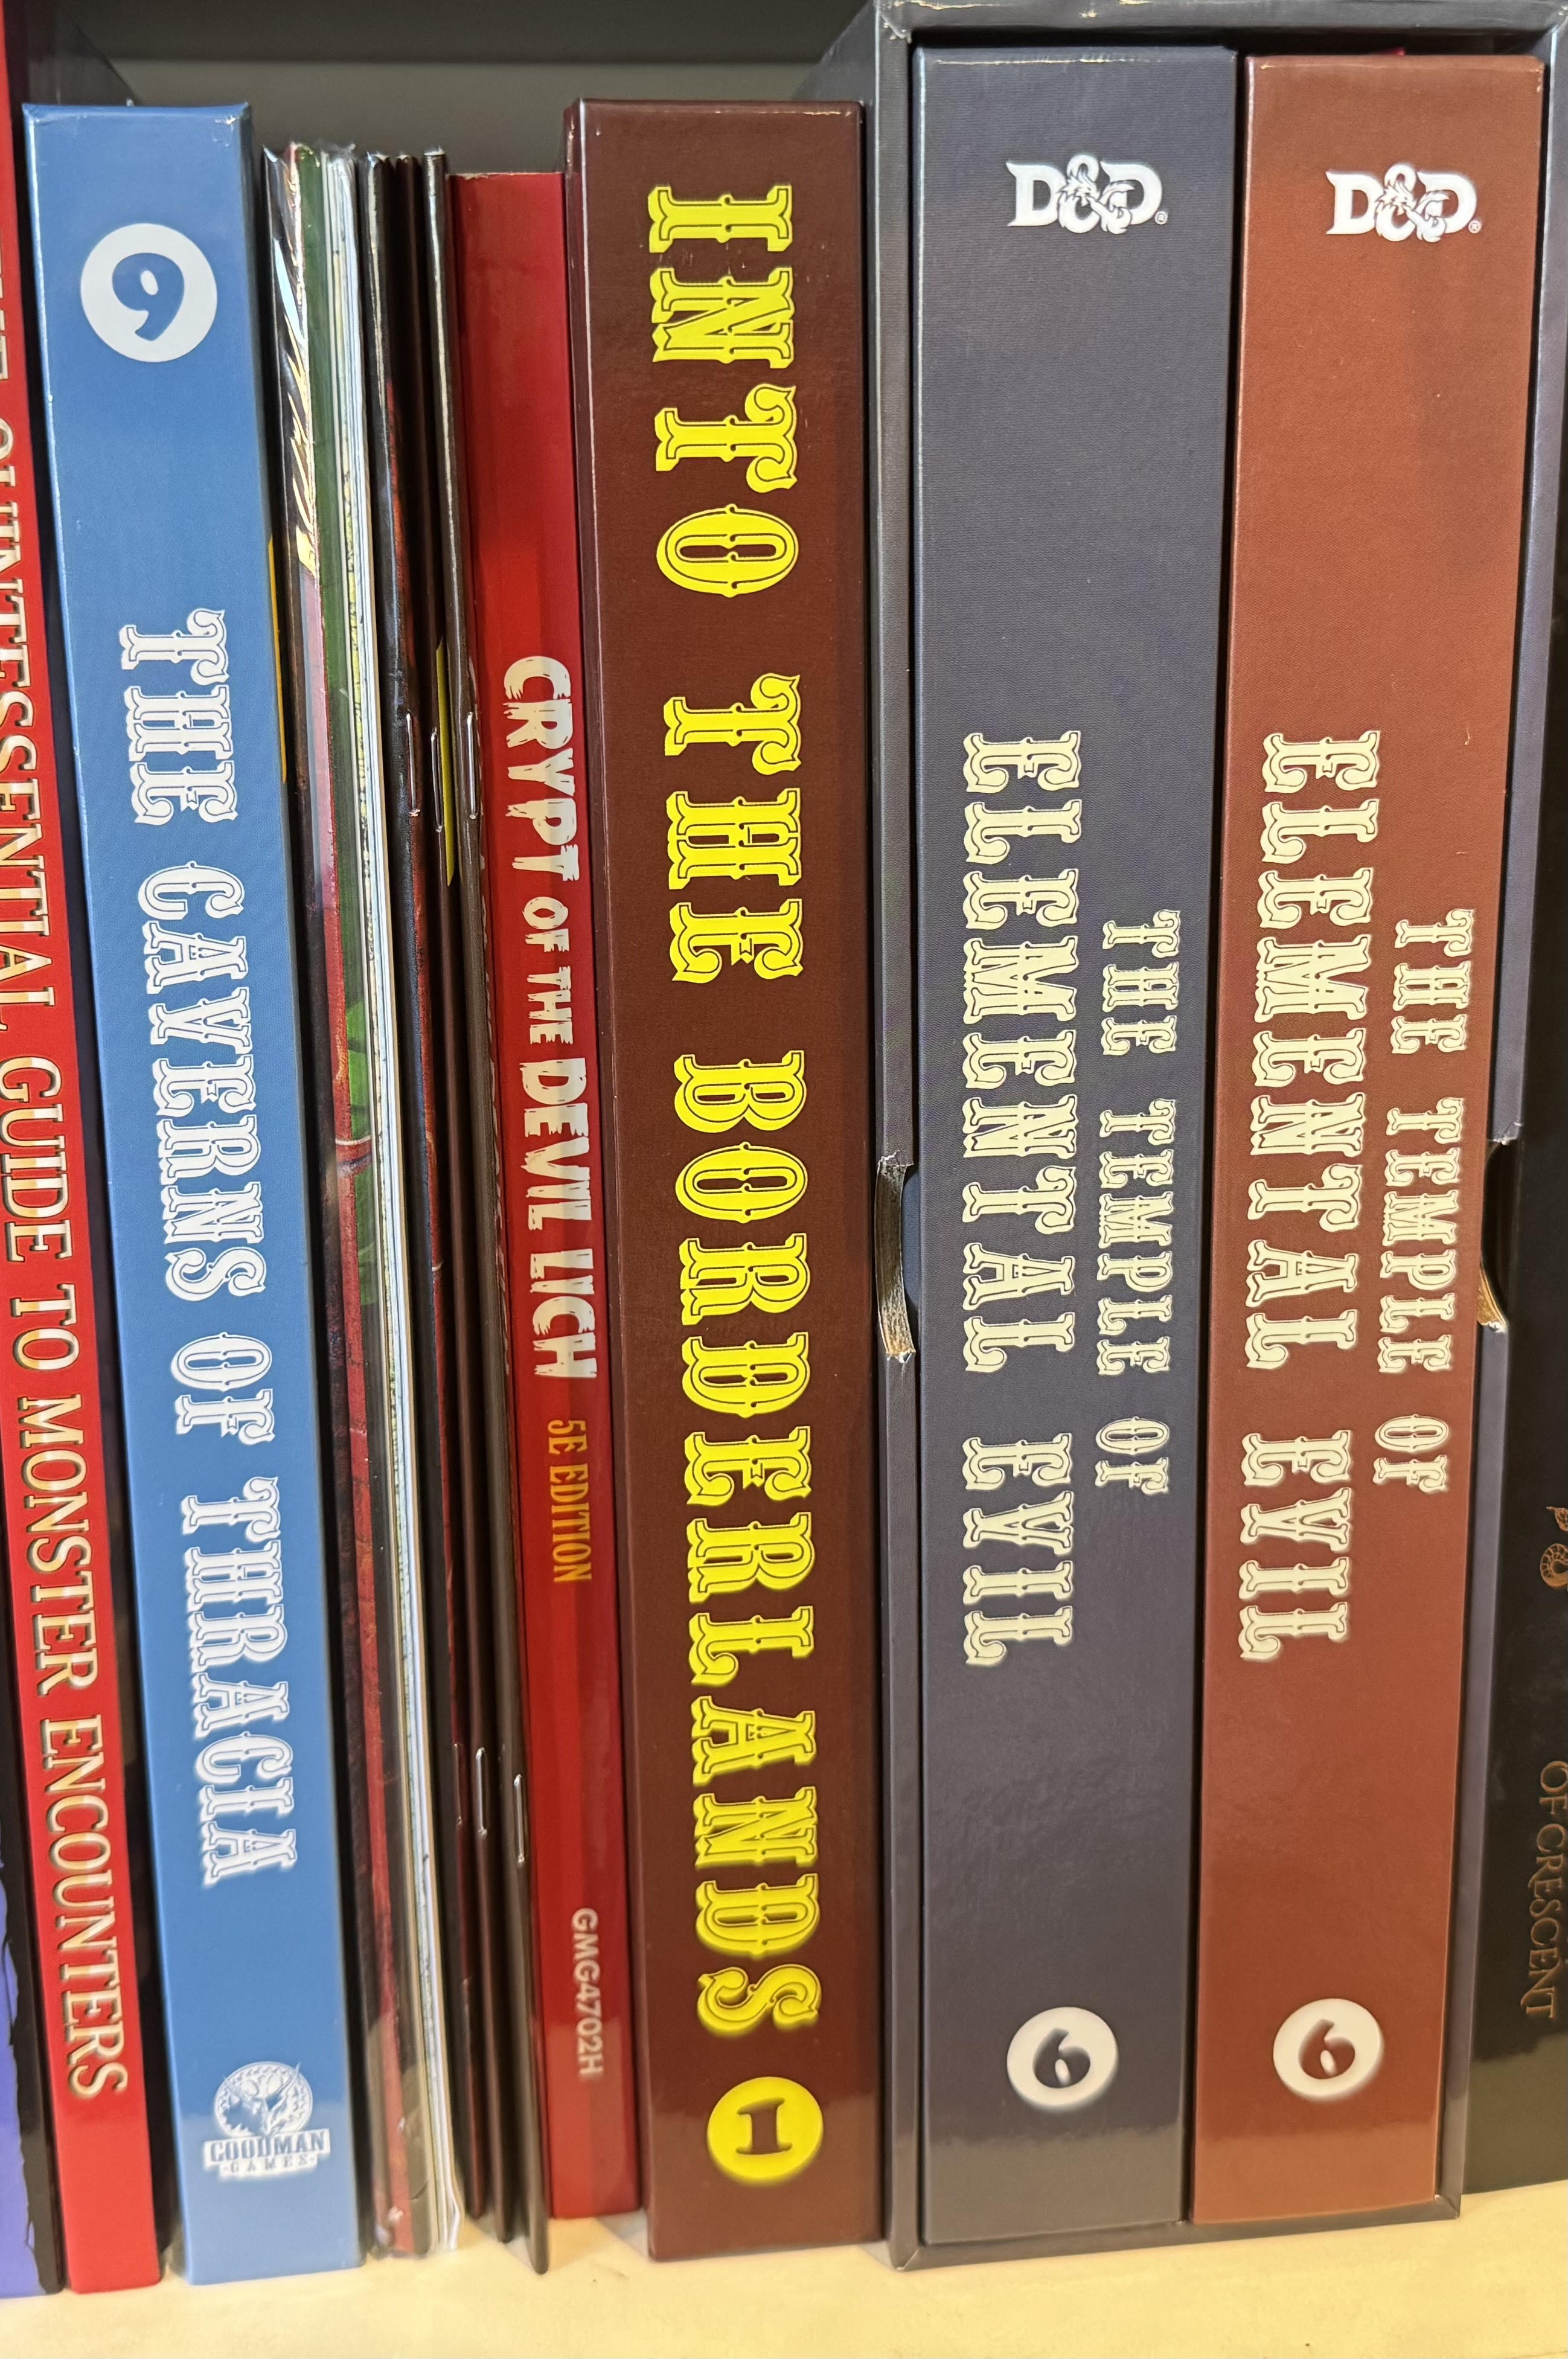 QUINTESSENTIAL GUIDE TO MONSTER ENCOUNTERS
9
THE CAVERNS OF THRACIA
GOODMAN
GAMES
CRYPT OF THE DEVIL LICH 5E EDITION GMG4702H
INTO THE BORDERLANDS 1
D&D®
THE TEMPLE OF
ELEMENTAL EVIL
6
D&D®
THE TEMPLE OF
ELEMENTAL EVIL
6
OF CRESCENT